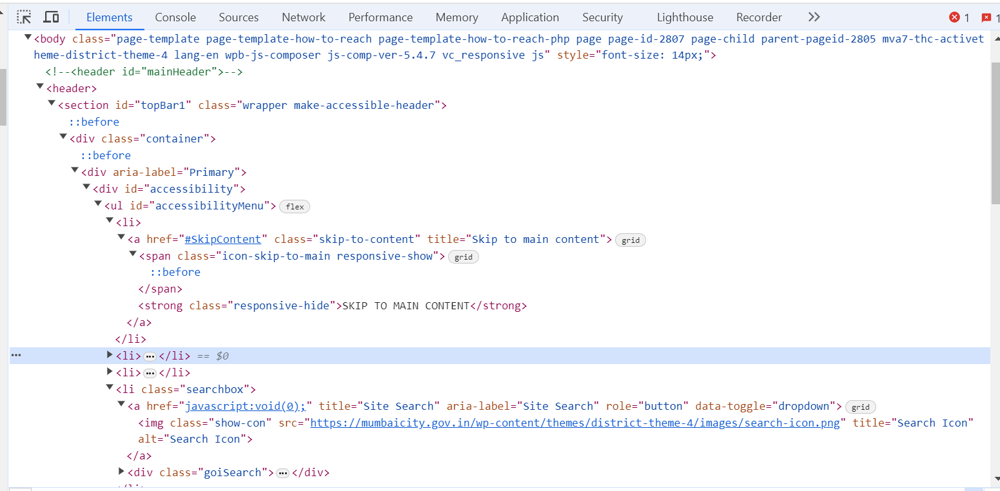 Elements Console Sources Network Performance Memory Application Security Lighthouse Recorder 1 1
<body class="page-template page-template-how-to-reach page-template-how-to-reach-php page page-id-2807 page-child parent-pageid-2805 mva7-thc-activet
heme-district-theme-4 lang-en wpb-js-composer js-comp-ver-5.4.7 vc_responsive js" style="font-size: 14px;">
<!--<header id="mainHeader">-->
<header>
<section id="topBar1" class="wrapper make-accessible-header">
::before
<div class="container">
::before
<div aria-label="Primary">
<div id="accessibility">
<ul id="accessibilityMenu"> flex
<li>
<a href="#SkipContent" class="skip-to-content" title="Skip to main content"> grid
<span class="icon-skip-to-main responsive-show"> grid
::before
</span>
<strong class="responsive-hide">SKIP TO MAIN CONTENT</strong>
</a>
</li>
<li> ••• </li> == $0
<li> ••• </li>
<li class="searchbox">
<a href="javascript:void(0);" title="Site Search" aria-label="Site Search" role="button" data-toggle="dropdown"> grid
<img class="show-con" src="https://mumbaicity.gov.in/wp-content/themes/district-theme-4/images/search-icon.png" title="Search Icon"
alt="Search Icon">
</a>
<div class="goiSearch"> ••• </div>